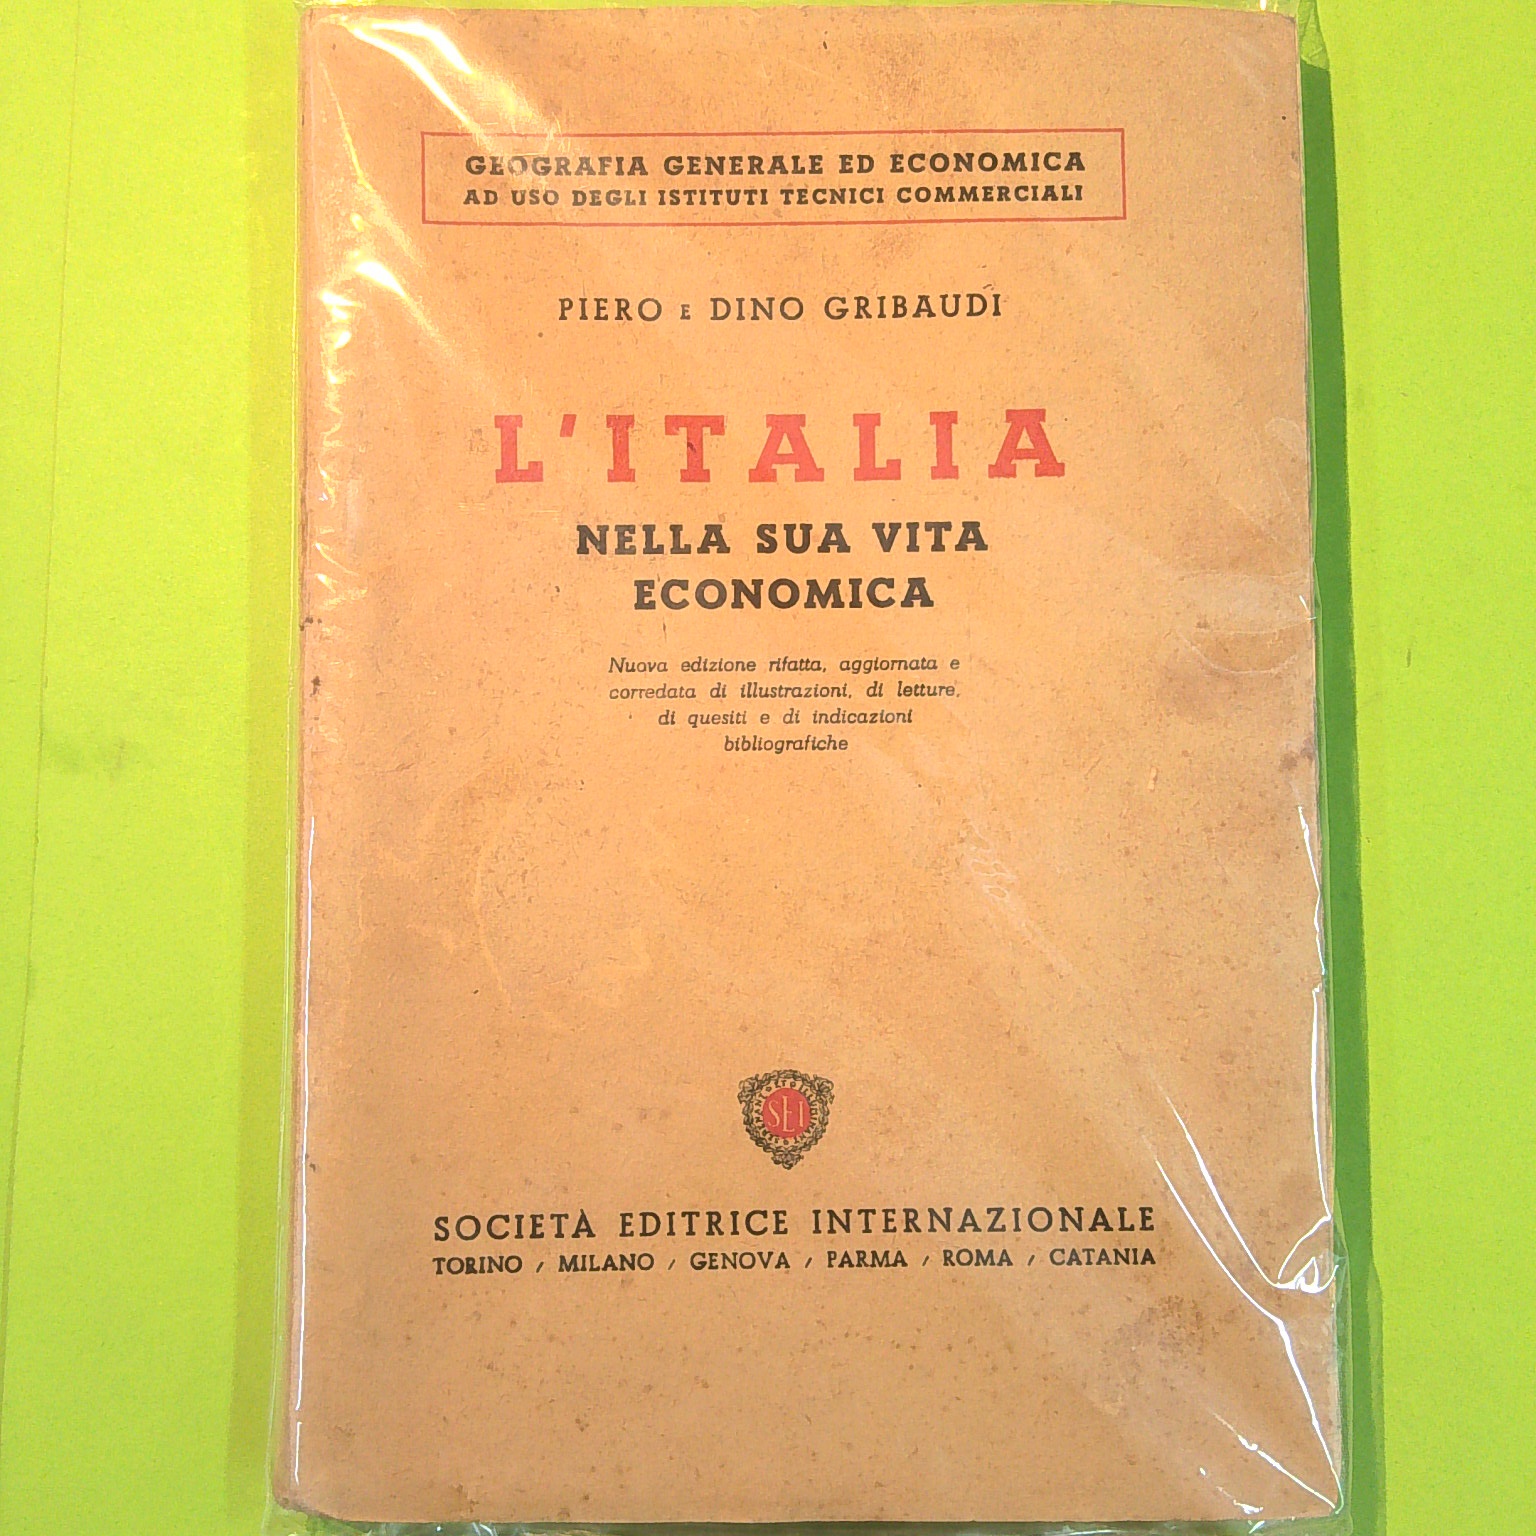 GEOGRAFIA GENERALE ED ECONOMICA
AD USO DEGLI ISTITUTI TECNICI COMMERCIALI
PIERO E DINO GRIBAUDI
L'ITALIA
NELLA SUA VITA
ECONOMICA
Nuova edizione rifatta, aggiornata e
corredata di illustrazioni, di letture,
di quesiti e di indicazioni
bibliografiche
SEI
SOCIETÀ EDITRICE INTERNAZIONALE
TORINO / MILANO / GENOVA / PARMA / ROMA / CATANIA